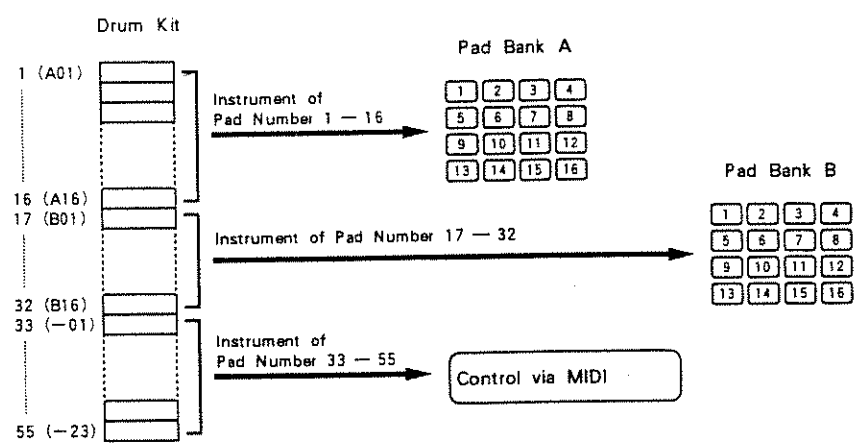 Drum Kit
1 (A01)
16 (A16)
17 (B01)
32 (B16)
33 (—01)
55 (—23)
Instrument of
Pad Number 1 — 16
Pad Bank A
1 2 3 4
5 6 7 8
9 10 11 12
13 14 15 16
Instrument of Pad Number 17 — 32
Pad Bank B
1 2 3 4
5 6 7 8
9 10 11 12
13 14 15 16
Instrument of
Pad Number 33 — 55
Control via MIDI